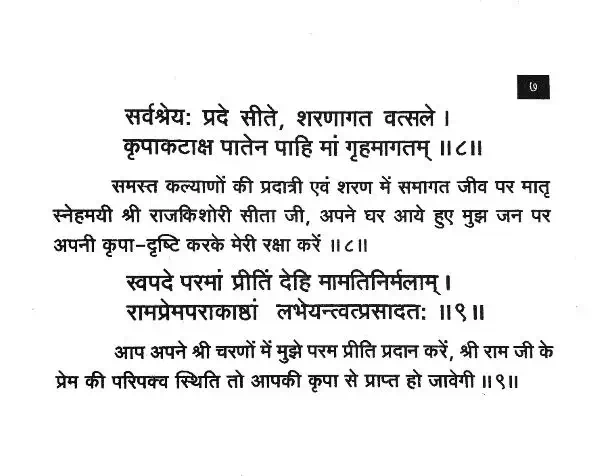 ७
सर्वश्रेय: प्रदे सीते, शरणागत वत्सले ।
कृपाकटाक्ष पातेन पाहि मां गृहमागतम् ॥८॥
समस्त कल्याणों की प्रदात्री एवं शरण में समागत जीव पर मातृ
स्नेहमयी श्री राजकिशोरी सीता जी, अपने घर आये हुए मुझ जन पर
अपनी कृपा-दृष्टि करके मेरी रक्षा करें ॥८॥
स्वपदे परमां प्रीतिं देहि मामतिनिर्मलाम् ।
रामप्रेमपराकाष्ठां लभेयन्त्वत्प्रसादत: ॥९॥
आप अपने श्री चरणों में मुझे परम प्रीति प्रदान करें, श्री राम जी के
प्रेम की परिपक्व स्थिति तो आपकी कृपा से प्राप्त हो जावेगी ॥९॥